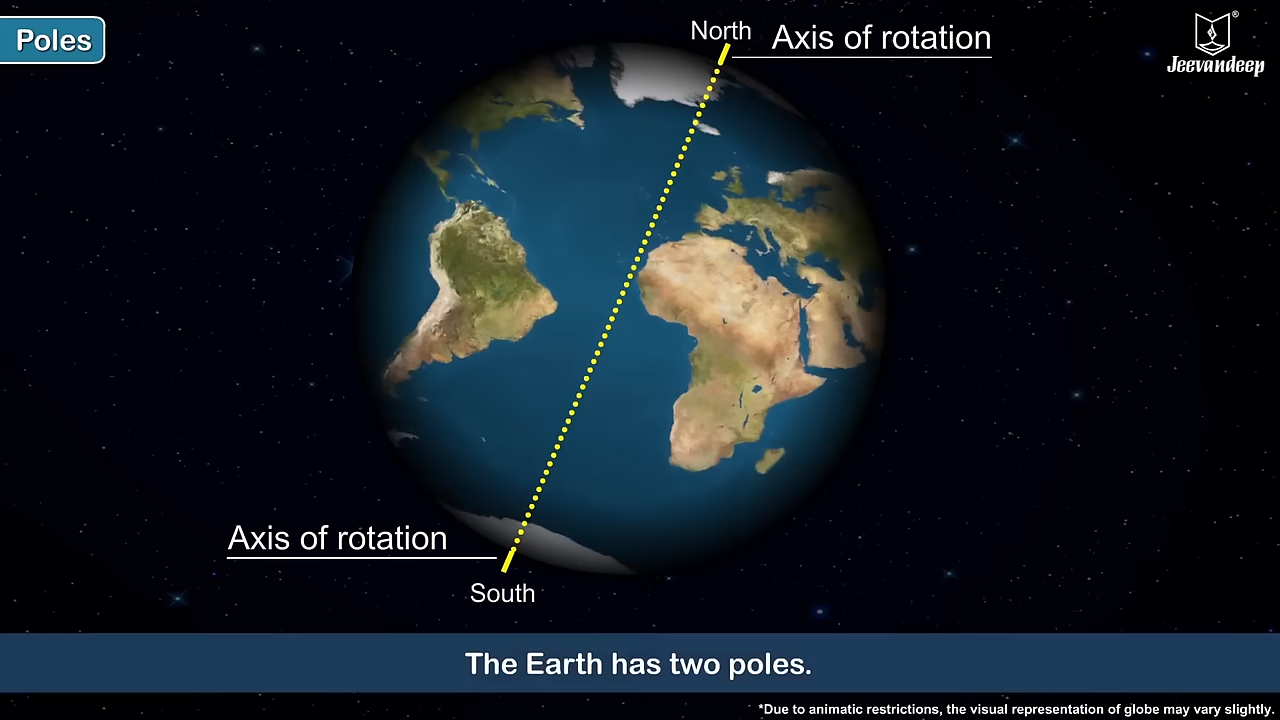 Poles
North
Axis of rotation
Jeevandeep®
Axis of rotation
South
The Earth has two poles.
*Due to animatic restrictions, the visual representation of globe may vary slightly.